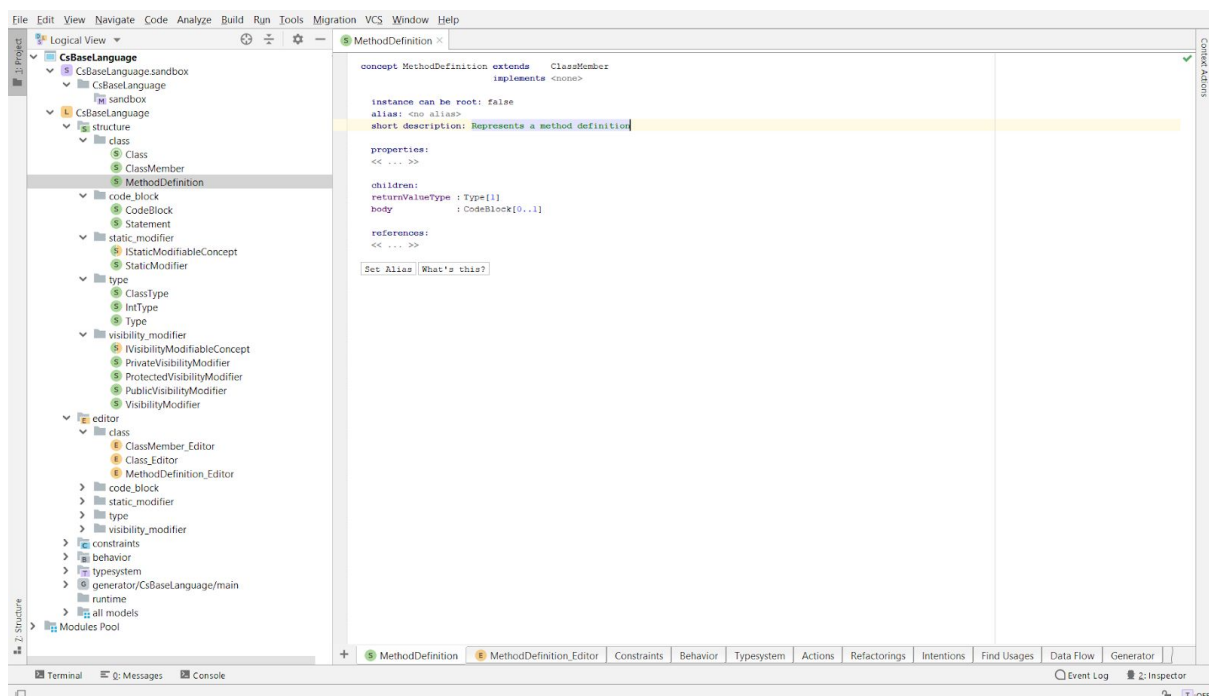 File Edit View Navigate Code Analyze Build Run Tools Migration VCS Window Help
1: Project
Logical View
MethodDefinition
Context Actions
CsBaseLanguage
CsBaseLanguage.sandbox
CsBaseLanguage
sandbox
CsBaseLanguage
structure
class
Class
ClassMember
MethodDefinition
code_block
CodeBlock
Statement
static_modifier
IStaticModifiableConcept
StaticModifier
type
ClassType
IntType
Type
visibility_modifier
IVisibilityModifiableConcept
PrivateVisibilityModifier
ProtectedVisibilityModifier
PublicVisibilityModifier
VisibilityModifier
editor
class
ClassMember_Editor
Class_Editor
MethodDefinition_Editor
code_block
static_modifier
type
visibility_modifier
constraints
behavior
typesystem
generator/CsBaseLanguage/main
runtime
all models
Modules Pool
concept MethodDefinition extends ClassMember
implements <none>
instance can be root: false
alias: <no alias>
short description: Represents a method definition
properties:
<< ... >>
children:
returnValueType : Type[1]
body : CodeBlock[0..1]
references:
<< ... >>
Set Alias What's this?
Z: Structure
+ MethodDefinition MethodDefinition_Editor Constraints Behavior Typesystem Actions Refactorings Intentions Find Usages Data Flow Generator
Terminal 0: Messages Console Event Log 2: Inspector
T:OFF